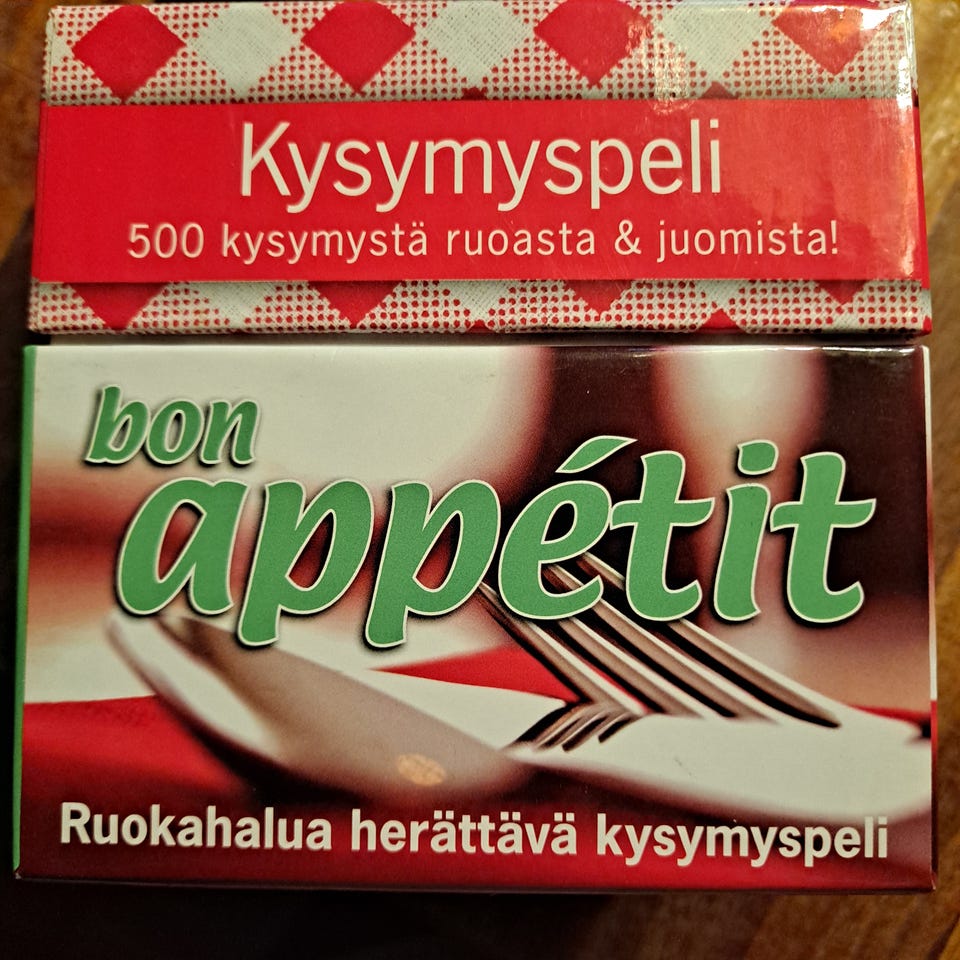 Kysymyspeli
500 kysymystä ruoasta & juomista!
bon
appétit
Ruokahalua herättävä kysymyspeli